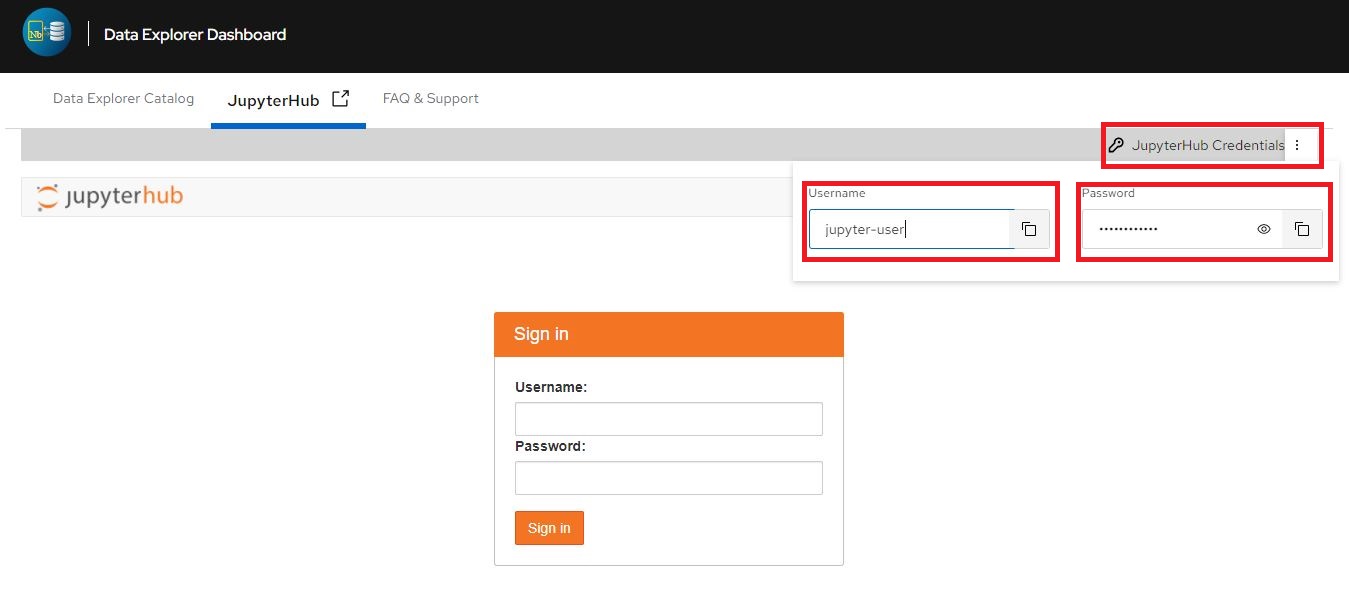 Nb
Data Explorer Dashboard
Data Explorer Catalog
JupyterHub
FAQ & Support
JupyterHub Credentials
jupyterhub
Username
Password
jupyter-user
••••••••••••
Sign in
Username:
Password:
Sign in